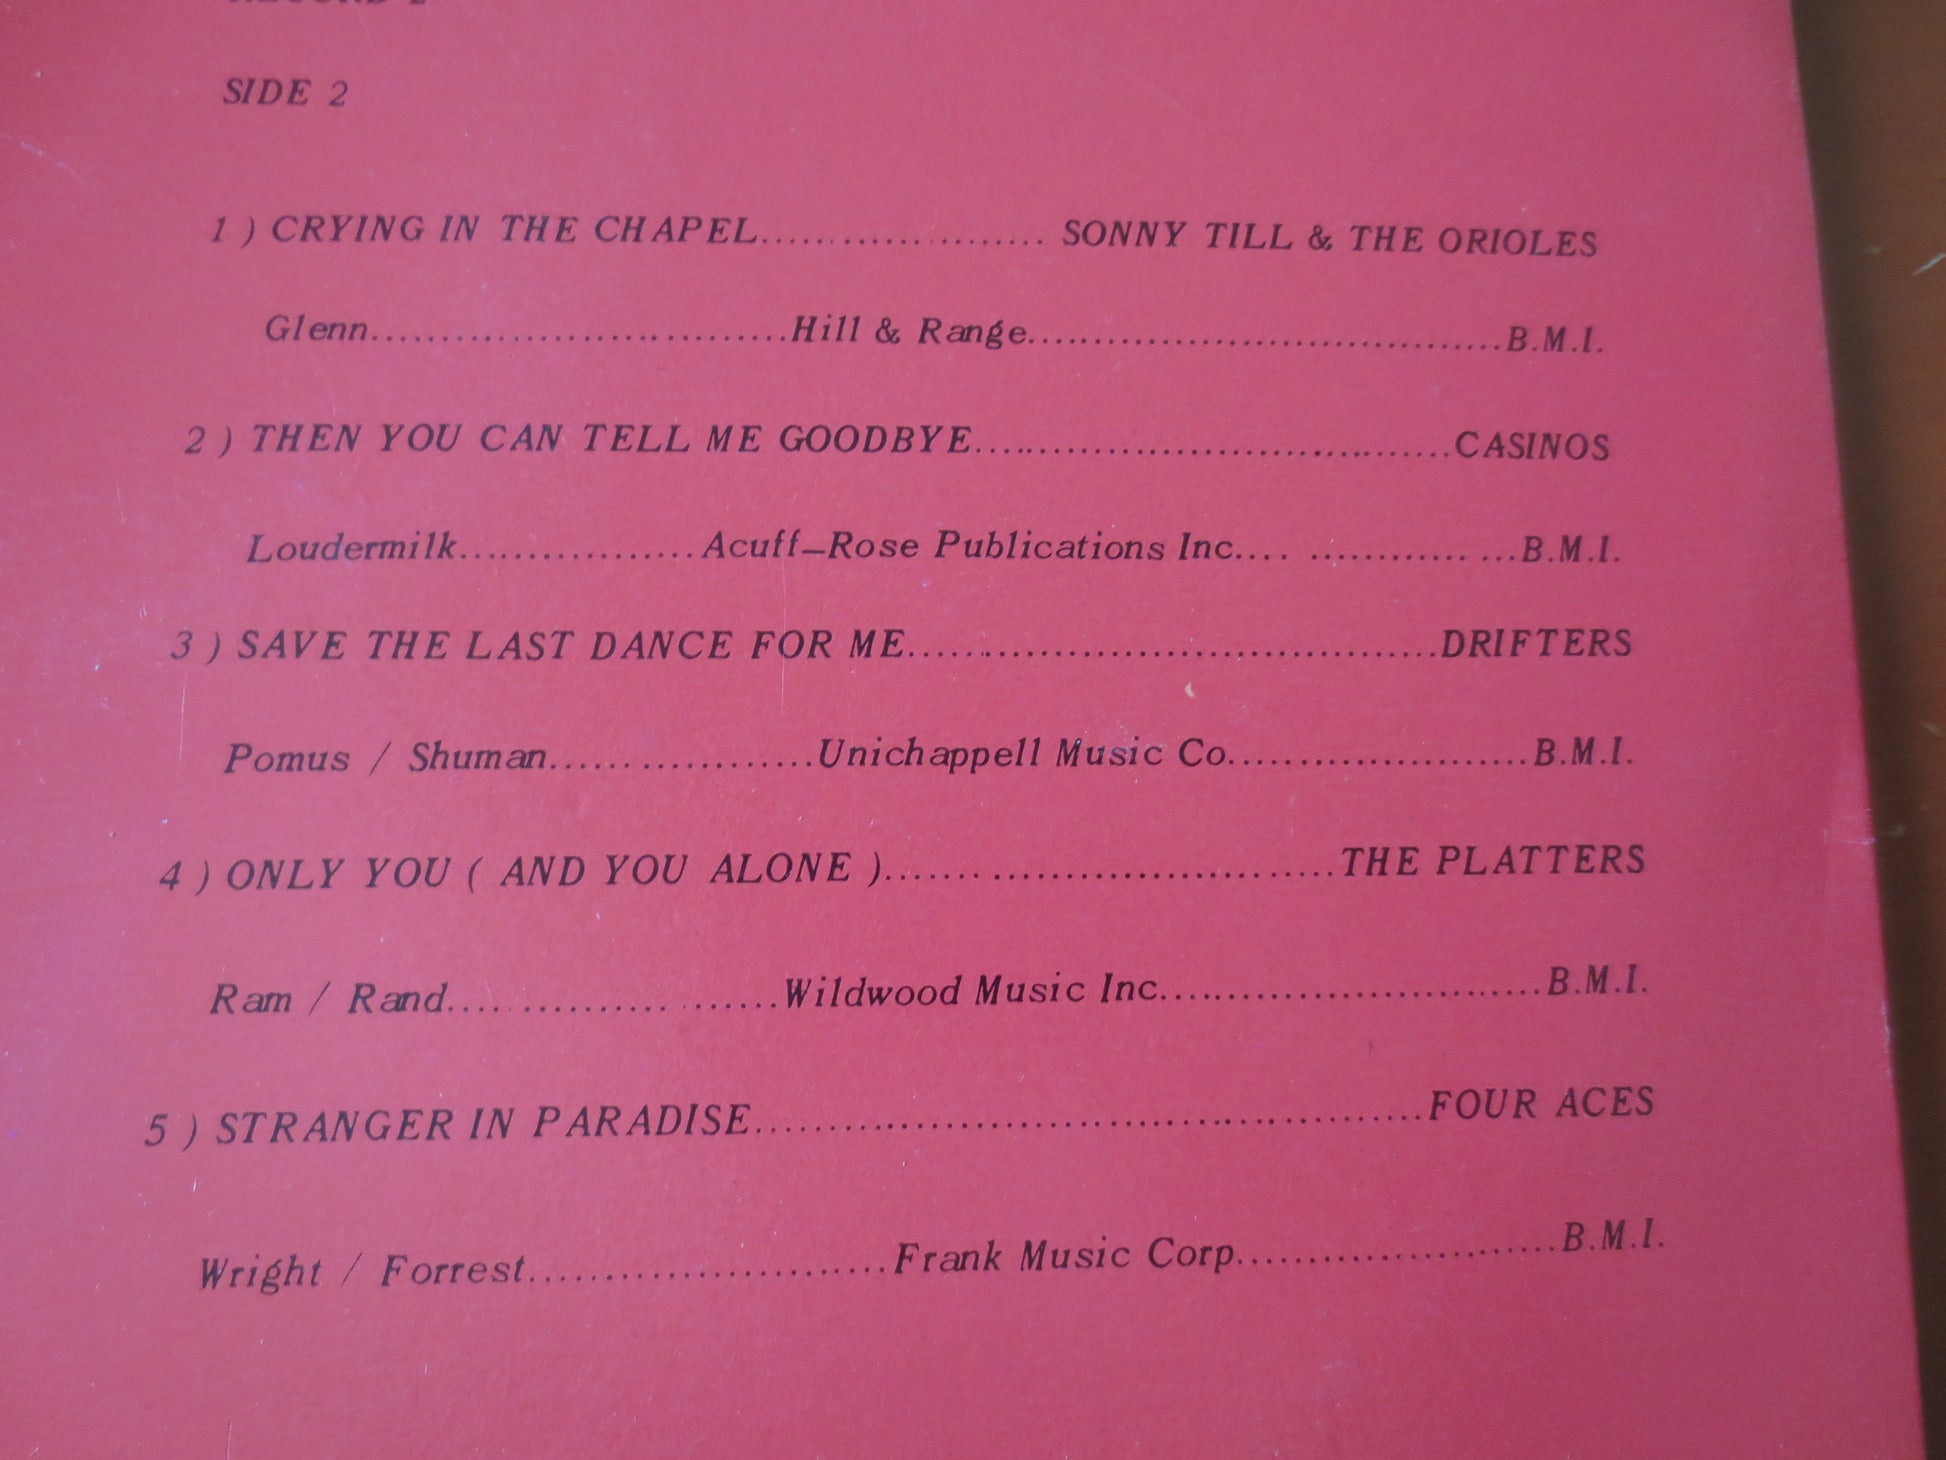 RECORD 2
SIDE 2
1 ) CRYING IN THE CHAPEL.................... SONNY TILL & THE ORIOLES
Glenn..............................Hill & Range.......................................B.M.I.
2 ) THEN YOU CAN TELL ME GOODBYE...................................CASINOS
Loudermilk..................Acuff-Rose Publications Inc.... ............ ...B.M.I.
3 ) SAVE THE LAST DANCE FOR ME.......................................DRIFTERS
Pomus / Shuman....................Unichappell Music Co.........................B.M.I.
4 ) ONLY YOU ( AND YOU ALONE )...............................THE PLATTERS
Ram / Rand.... .......... .......Wildwood Music Inc...............................B.M.I.
5 ) STRANGER IN PARADISE................................................FOUR ACES
Wright / Forrest.........................Frank Music Corp.........................B.M.I.